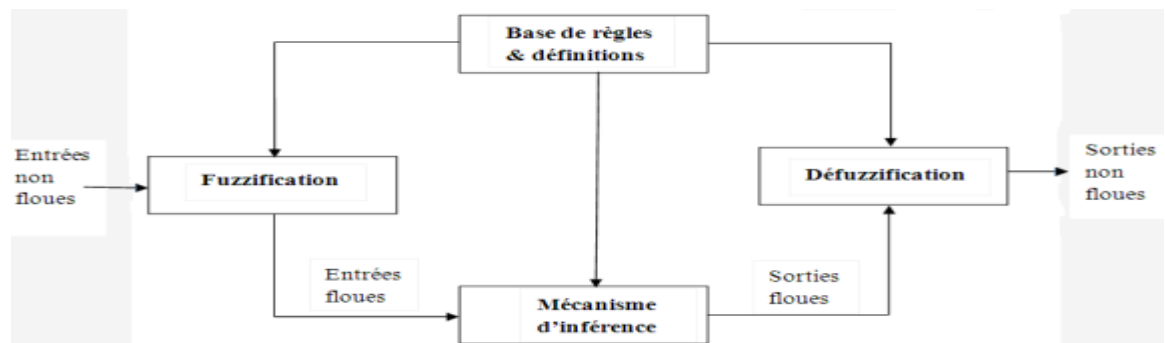 Base de règles
& définitions
Entrées
non
floues
Fuzzification
Défuzzification
Sorties
non
floues
Entrées
floues
Sorties
floues
Mécanisme
d'inférence